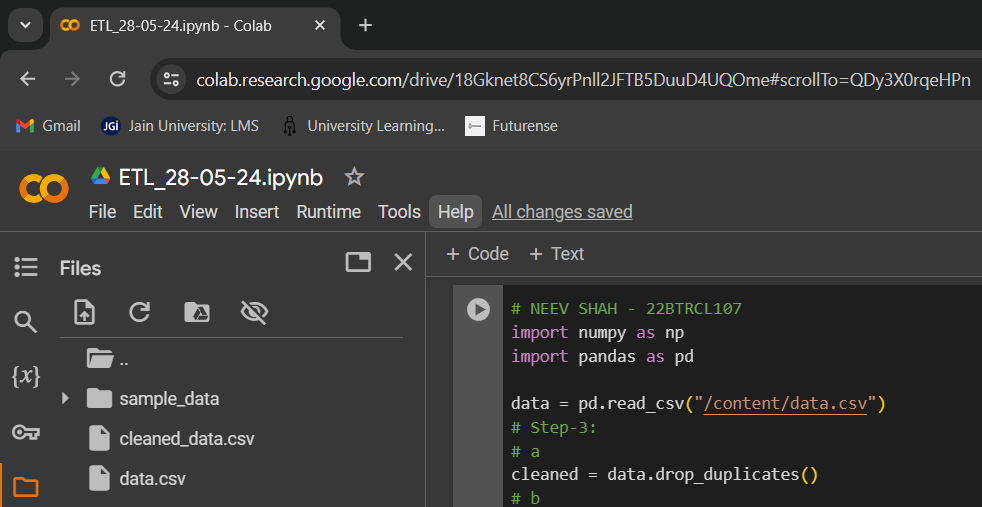 ETL_28-05-24.ipynb - Colab
colab.research.google.com/drive/18Gknet8CS6yrPnll2JFTB5DuuD4UQOme#scrollTo=QDy3X0rqeHPn
Gmail JGi Jain University: LMS University Learning... Futurense
ETL_28-05-24.ipynb
File Edit View Insert Runtime Tools Help All changes saved
Files
+ Code + Text
..
sample_data
cleaned_data.csv
data.csv
{x}
# NEEV SHAH - 22BTRCL107
import numpy as np
import pandas as pd
data = pd.read_csv("/content/data.csv")
# Step-3:
# a
cleaned = data.drop_duplicates()
# b